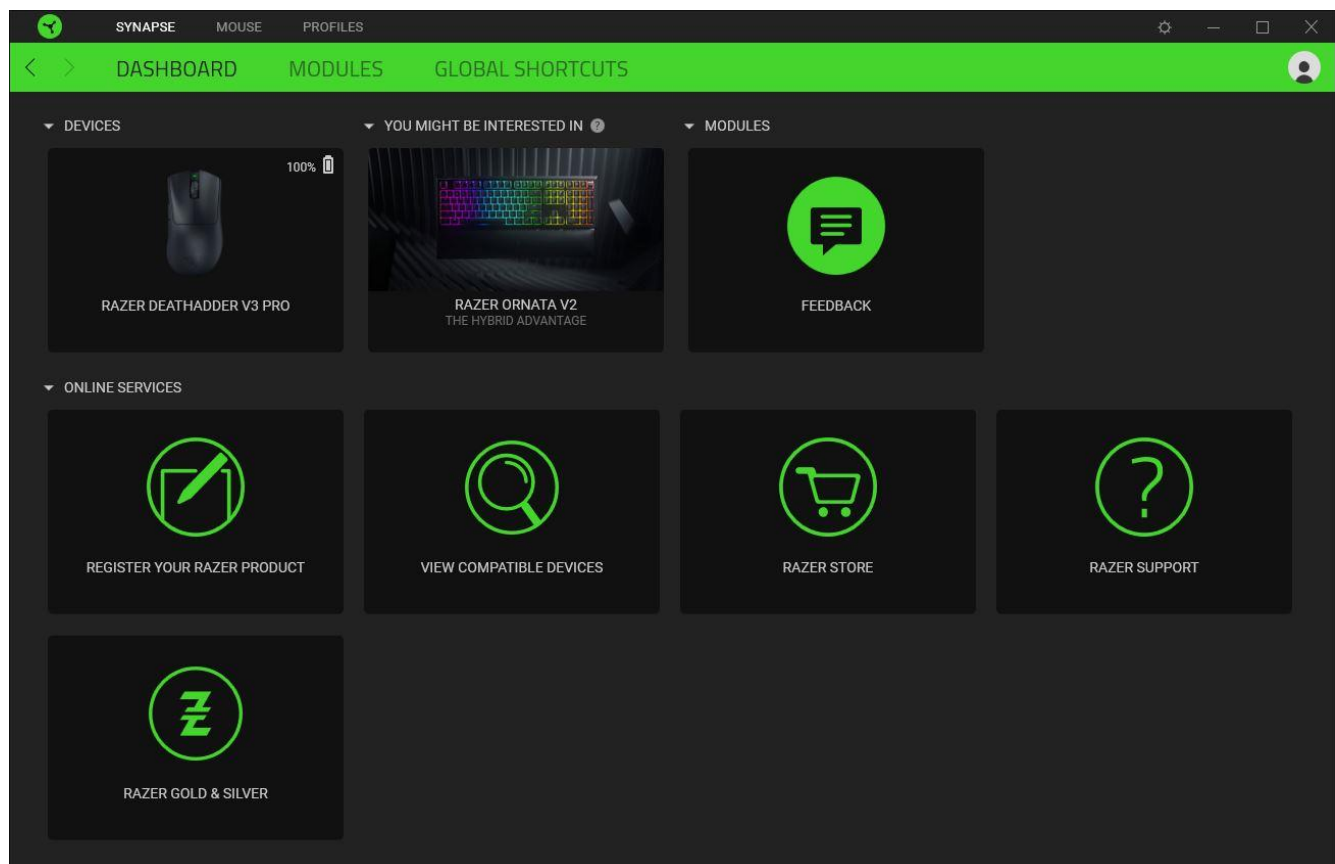 SYNAPSE MOUSE PROFILES
DASHBOARD MODULES GLOBAL SHORTCUTS
DEVICES
100%
RAZER DEATHADDER V3 PRO
YOU MIGHT BE INTERESTED IN ?
RAZER ORNATA V2
THE HYBRID ADVANTAGE
MODULES
FEEDBACK
ONLINE SERVICES
REGISTER YOUR RAZER PRODUCT
VIEW COMPATIBLE DEVICES
RAZER STORE
?
RAZER SUPPORT
RAZER GOLD & SILVER